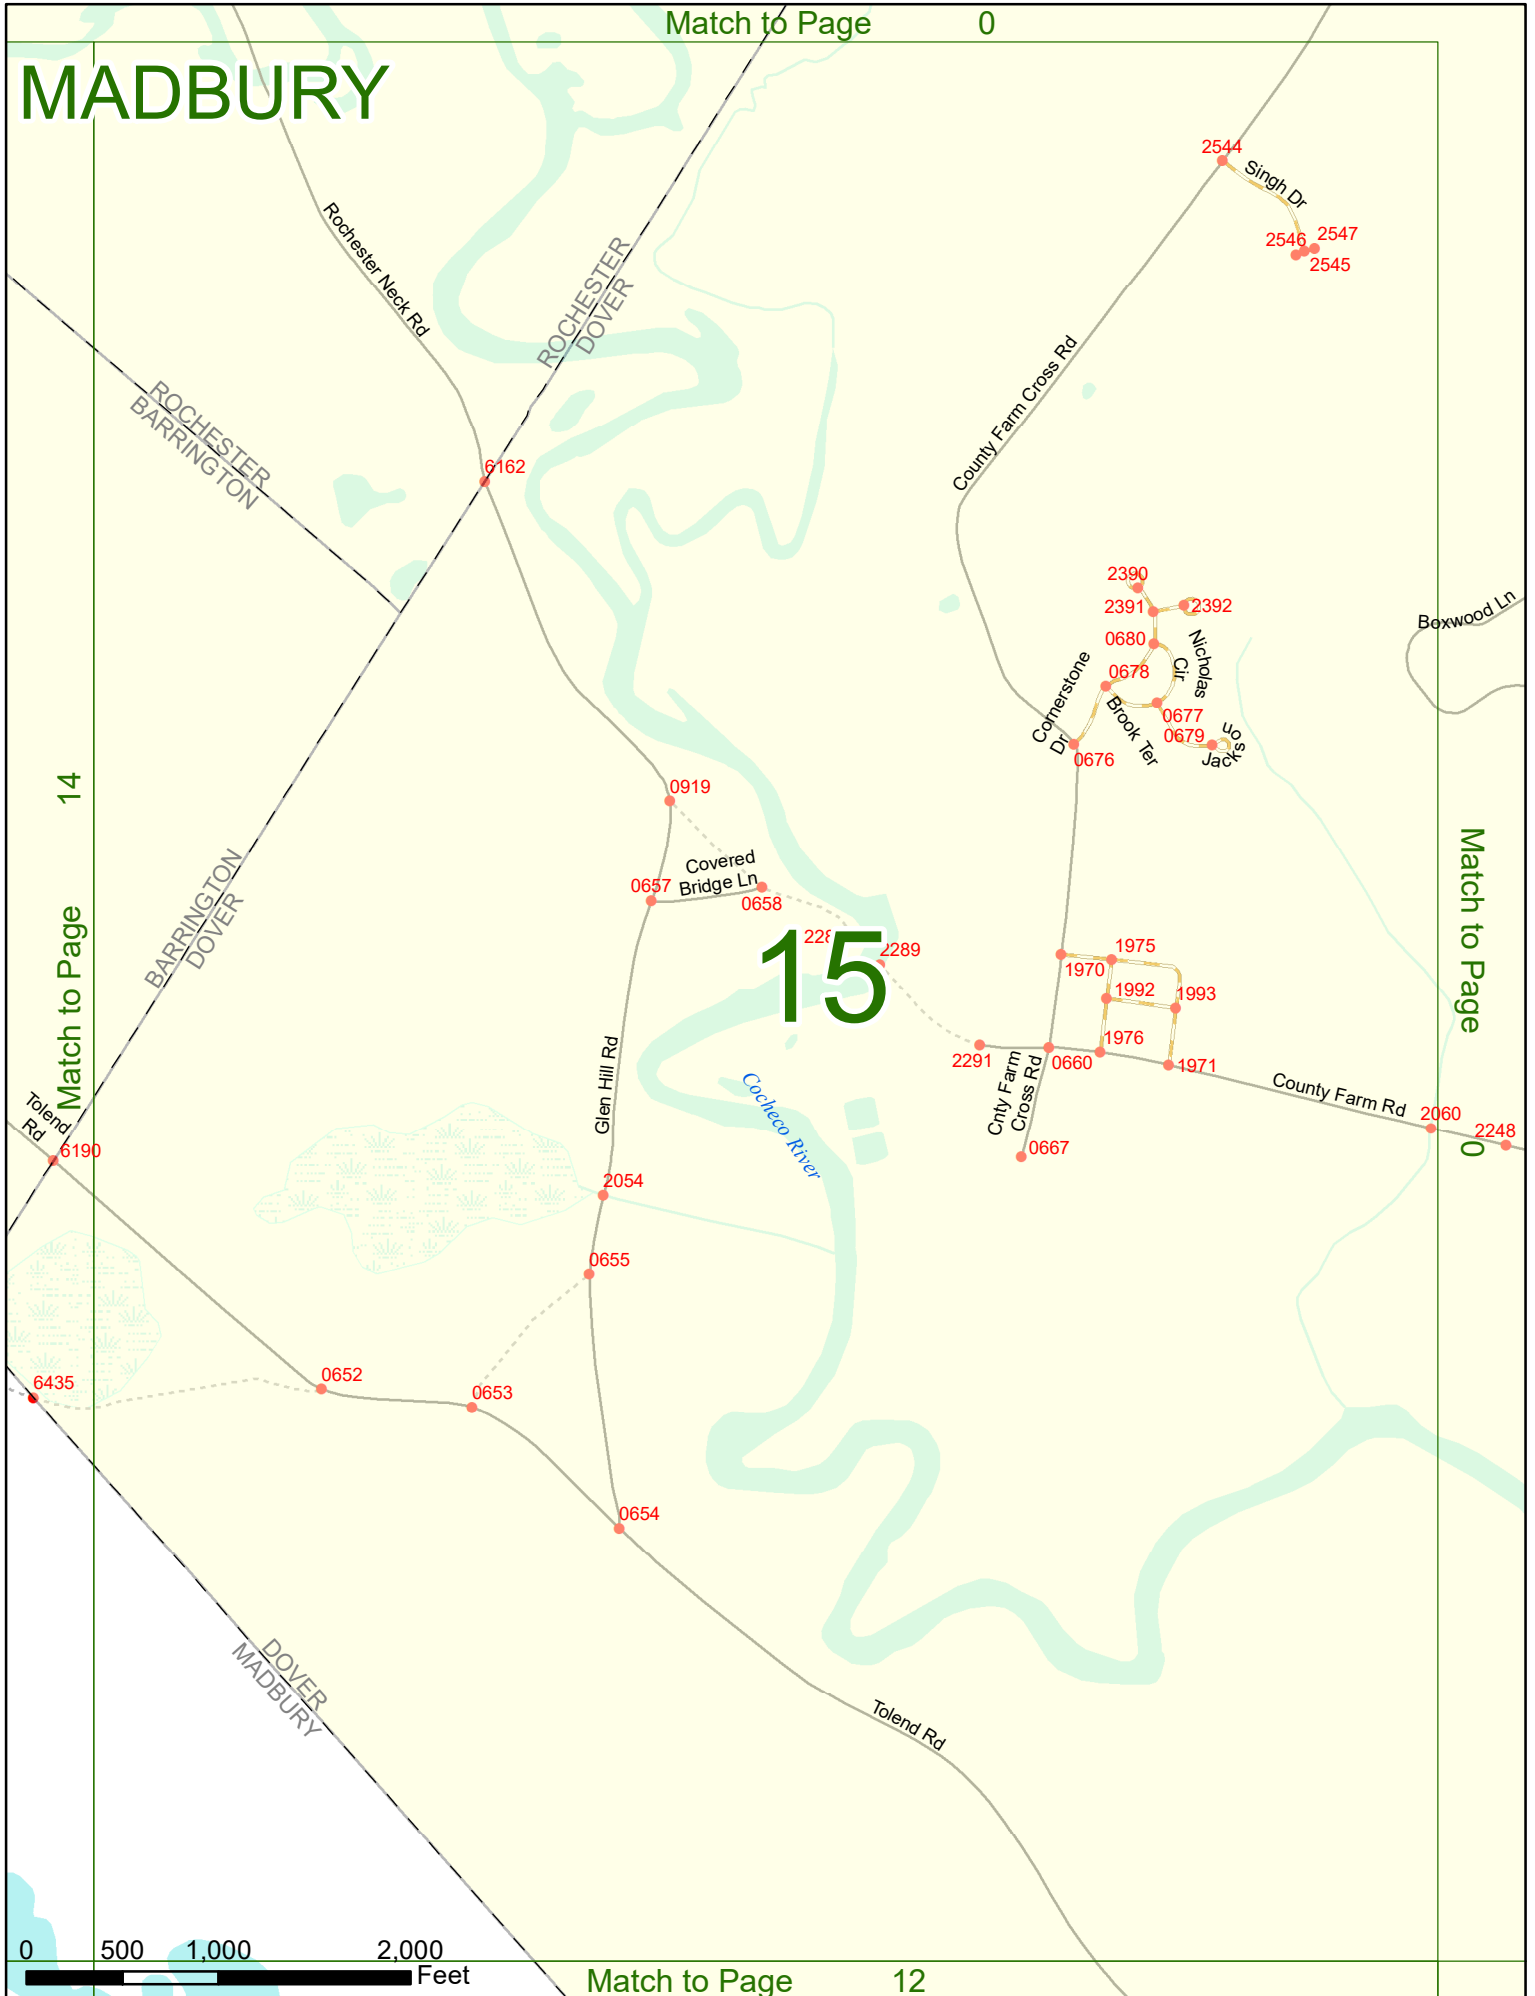 Match to Page 0
MADBURY
2544
Singh Dr
2546
2547
2545
Rochester Neck Rd
ROCHESTER
DOVER
County Farm Cross Rd
ROCHESTER
BARRINGTON
6162
2390
2391
2392
0680
0678
Nicholas
Cir
Boxwood Ln
Cornerstone
Dr
Brook Ter
0677
0679
Jackson
0676
14
Match to Page
0919
Covered
Bridge Ln
0657
0658
BARRINGTON
DOVER
15
2289
1975
1970
1992
1993
1976
1971
0660
2291
Cnty Farm
Cross Rd
0667
County Farm Rd
2060
2248
Match to Page
0
Glen Hill Rd
Cocheco River
Tolend
Rd
6190
2054
0655
6435
0652
0653
0654
DOVER
MADBURY
Tolend Rd
0 500 1,000 2,000
Feet
Match to Page 12